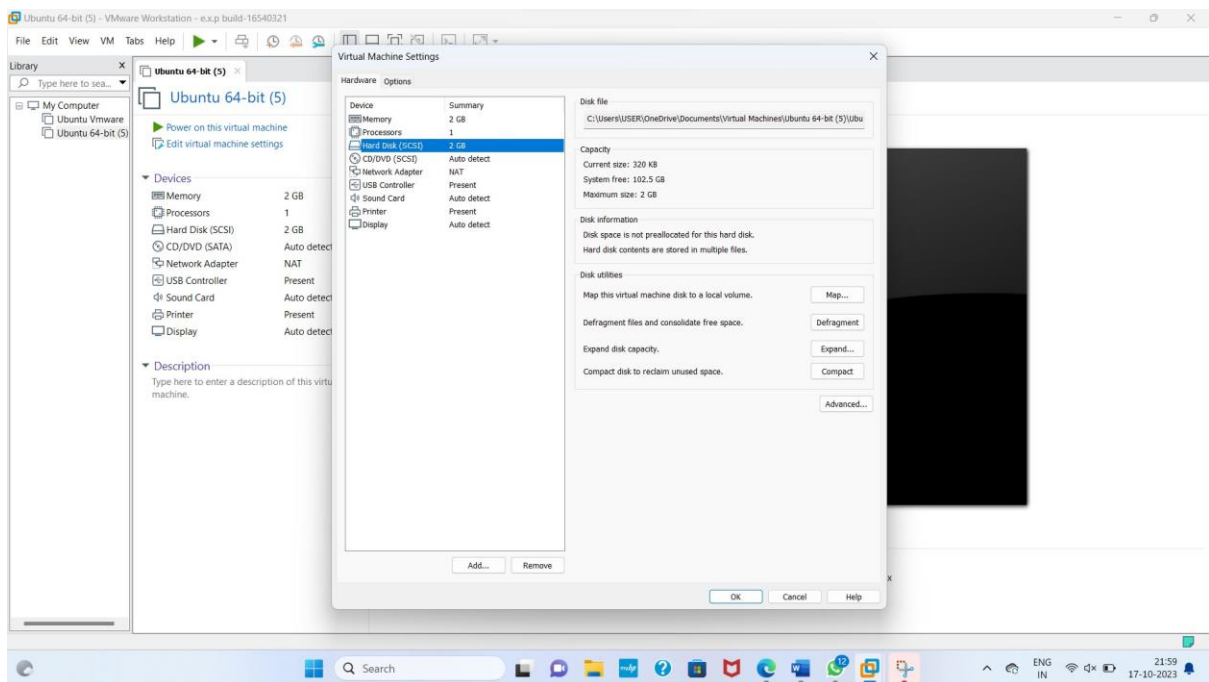 Ubuntu 64-bit (5) - VMware Workstation - e.x.p build-16540321
File Edit View VM Tabs Help
Library X
Type here to sea...
My Computer
Ubuntu Vmware
Ubuntu 64-bit (5)
Ubuntu 64-bit (5)
Ubuntu 64-bit (5)
Power on this virtual machine
Edit virtual machine settings
Devices
Memory 2 GB
Processors 1
Hard Disk (SCSI) 2 GB
CD/DVD (SATA) Auto detect
Network Adapter NAT
USB Controller Present
Sound Card Auto detect
Printer Present
Display Auto detect
Description
Type here to enter a description of this virtu
machine.
Virtual Machine Settings
Hardware Options
Device Summary
Memory 2 GB
Processors 1
Hard Disk (SCSI) 2 GB
CD/DVD (SCSI) Auto detect
Network Adapter NAT
USB Controller Present
Sound Card Auto detect
Printer Present
Display Auto detect
Add... Remove
Disk file
C:\Users\USER\OneDrive\Documents\Virtual Machines\Ubuntu 64-bit (5)\Ubu
Capacity
Current size: 320 KB
System free: 102.5 GB
Maximum size: 2 GB
Disk information
Disk space is not preallocated for this hard disk.
Hard disk contents are stored in multiple files.
Disk utilities
Map this virtual machine disk to a local volume. Map...
Defragment files and consolidate free space. Defragment
Expand disk capacity. Expand...
Compact disk to reclaim unused space. Compact
Advanced...
OK Cancel Help
x
Search
12
ENG
IN
21:59
17-10-2023